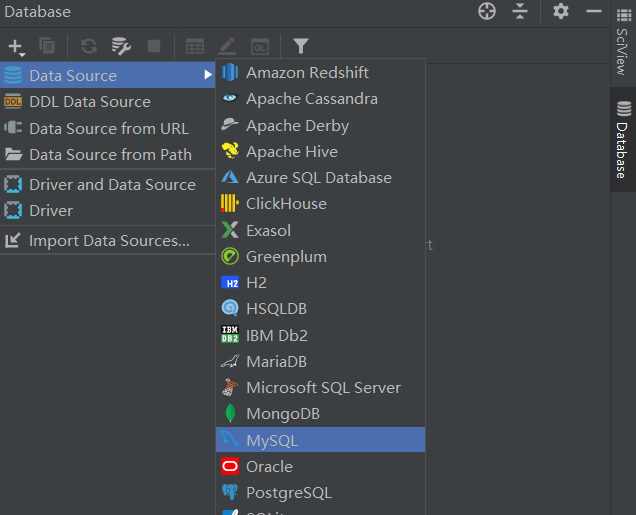 Database
SciView
Database
Data Source
DDL Data Source
Data Source from URL
Data Source from Path
Driver and Data Source
Driver
Import Data Sources...
Amazon Redshift
Apache Cassandra
Apache Derby
Apache Hive
Azure SQL Database
ClickHouse
Exasol
Greenplum
H2
HSQLDB
IBM Db2
MariaDB
Microsoft SQL Server
MongoDB
MySQL
Oracle
PostgreSQL